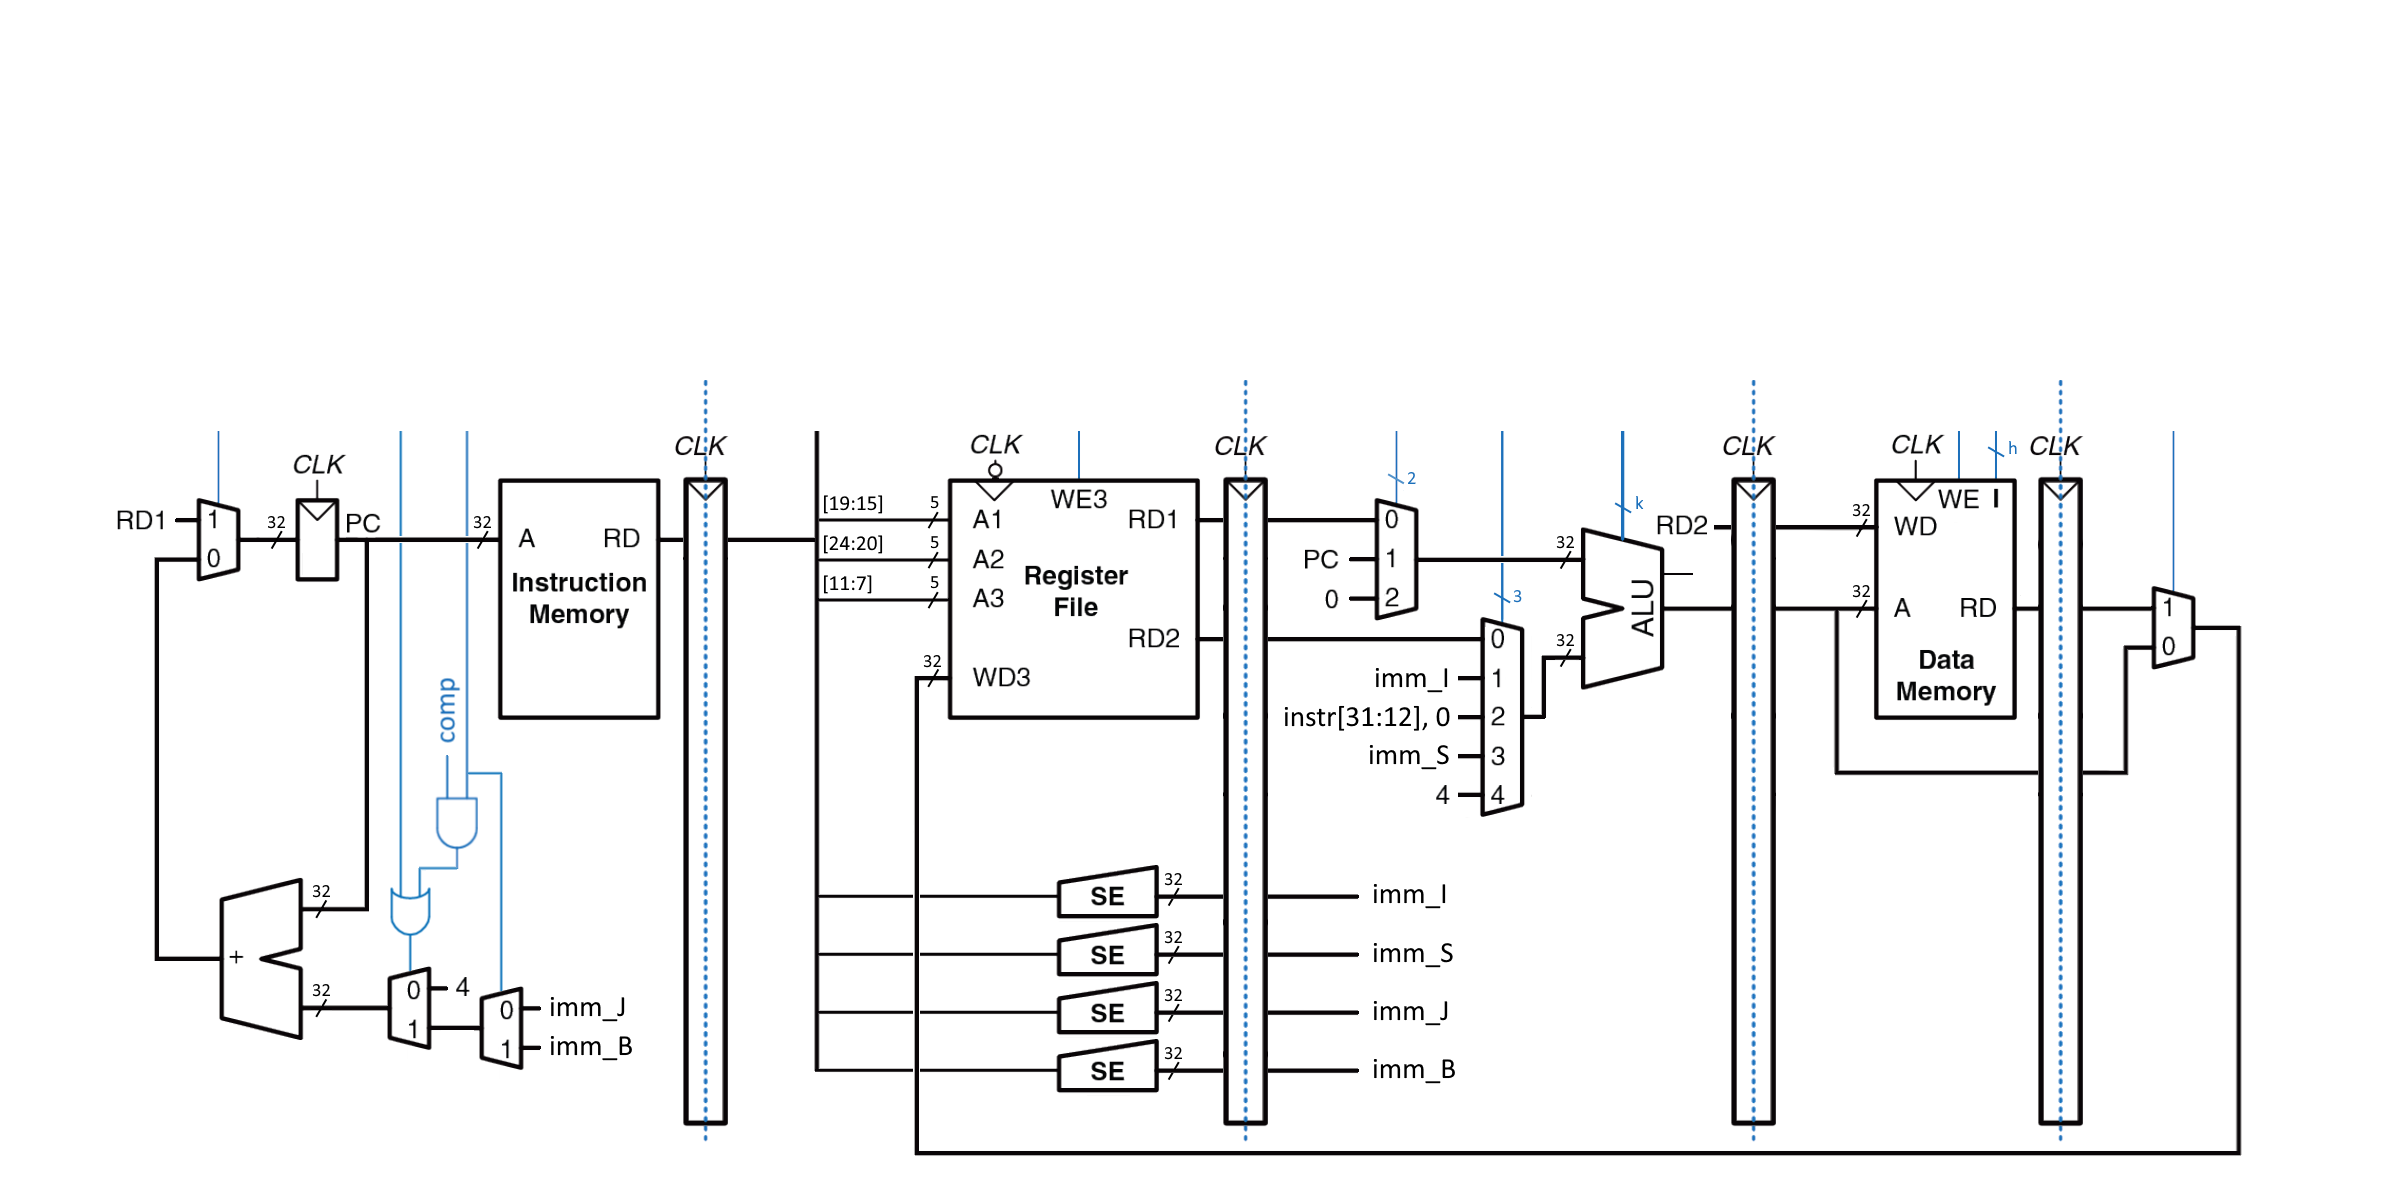 RD1
1
0
32
CLK
PC
32
A
RD
Instruction
Memory
comp
32
+
32
0
4
1
0
imm_J
1
imm_B
CLK
[19:15]
5
[24:20]
5
[11:7]
5
32
CLK
WE3
A1
RD1
A2
A3
Register
File
RD2
WD3
SE
32
imm_I
SE
32
imm_S
SE
32
imm_J
SE
32
imm_B
CLK
2
0
PC
1
0
2
3
0
imm_I
1
instr[31:12], 0
2
imm_S
3
4
4
32
32
k
ALU
RD2
CLK
32
32
CLK
h
WE I
WD
A
RD
Data
Memory
CLK
1
0